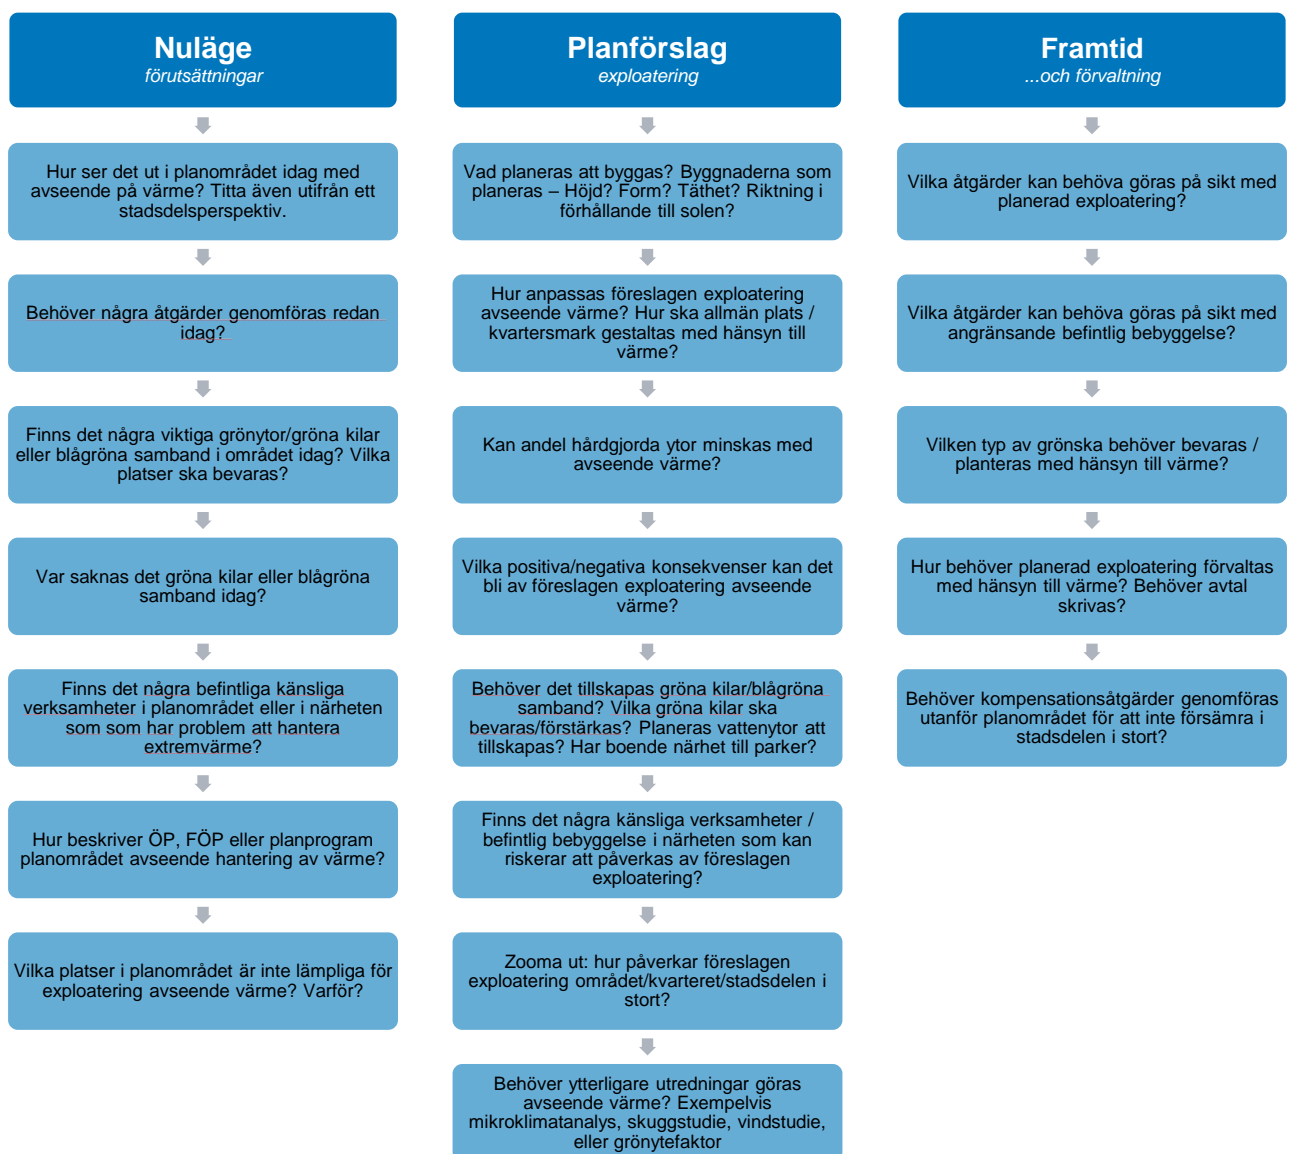 Nuläge
förutsättningar
Hur ser det ut i planområdet idag med
avseende på värme? Titta även utifrån ett
stadsdelsperspektiv.
Behöver några åtgärder genomföras redan
idag?
Finns det några viktiga grönytor/gröna kilar
eller blågröna samband i området idag? Vilka
platser ska bevaras?
Var saknas det gröna kilar eller blågröna
samband idag?
Finns det några befintliga känsliga
verksamheter i planområdet eller i närheten
som som har problem att hantera
extremvärme?
Hur beskriver ÖP, FÖP eller planprogram
planområdet avseende hantering av värme?
Vilka platser i planområdet är inte lämpliga för
exploatering avseende värme? Varför?
Planförslag
exploatering
Vad planeras att byggas? Byggnaderna som
planeras – Höjd? Form? Täthet? Riktning i
förhållande till solen?
Hur anpassas föreslagen exploatering
avseende värme? Hur ska allmän plats /
kvartersmark gestaltas med hänsyn till
värme?
Kan andel hårdgjorda ytor minskas med
avseende värme?
Vilka positiva/negativa konsekvenser kan det
bli av föreslagen exploatering avseende
värme?
Behöver det tillskapas gröna kilar/blågröna
samband? Vilka gröna kilar ska
bevaras/förstärkas? Planeras vattenytor att
tillskapas? Har boende närhet till parker?
Finns det några känsliga verksamheter /
befintlig bebyggelse i närheten som kan
riskerar att påverkas av föreslagen
exploatering?
Zooma ut: hur påverkar föreslagen
exploatering området/kvarteret/stadsdelen i
stort?
Behöver ytterligare utredningar göras
avseende värme? Exempelvis
mikroklimatanalys, skuggstudie, vindstudie,
eller grönytefaktor
Framtid
...och förvaltning
Vilka åtgärder kan behöva göras på sikt med
planerad exploatering?
Vilka åtgärder kan behöva göras på sikt med
angränsande befintlig bebyggelse?
Vilken typ av grönska behöver bevaras /
planteras med hänsyn till värme?
Hur behöver planerad exploatering förvaltas
med hänsyn till värme? Behöver avtal
skrivas?
Behöver kompensationsåtgärder genomföras
utanför planområdet för att inte försämra i
stadsdelen i stort?